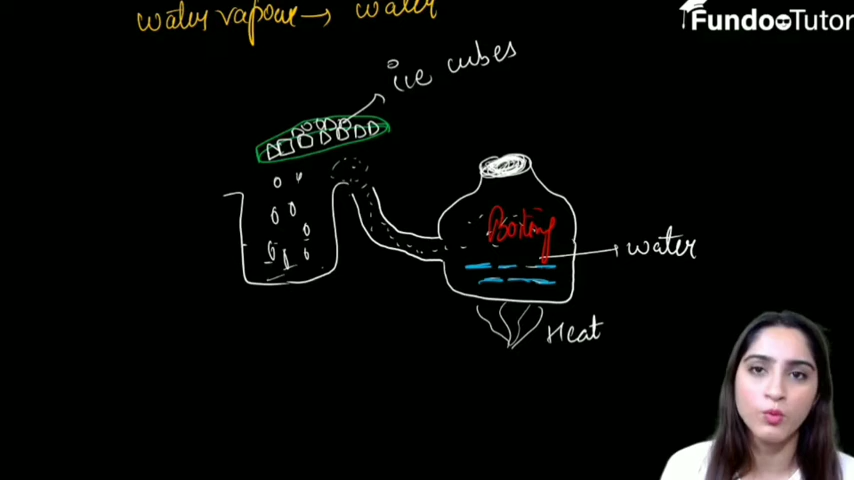 water vapour → water
FundooTutor
ice cubes
Boiling
water
Heat